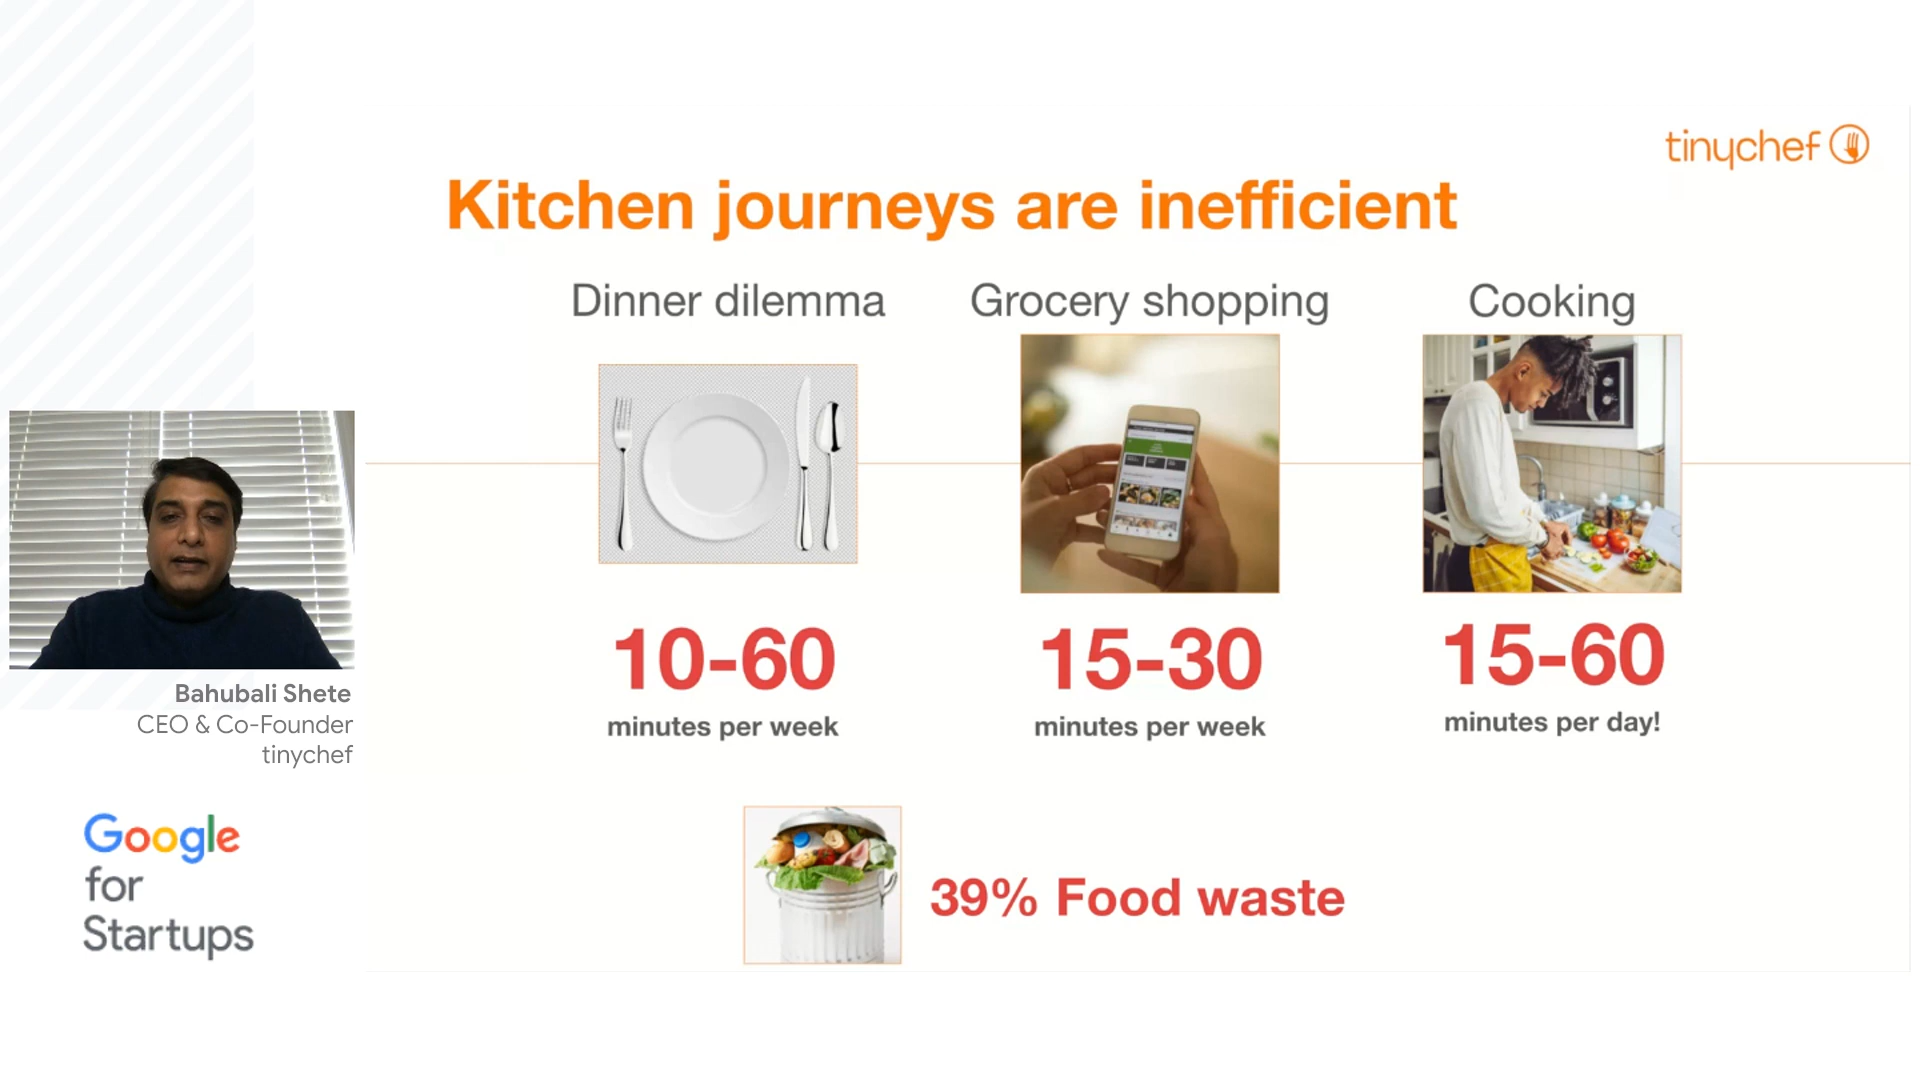 tinychef
Kitchen journeys are inefficient
Dinner dilemma
Grocery shopping
Cooking
10-60
minutes per week
15-30
minutes per week
15-60
minutes per day!
39% Food waste
Bahubali Shete
CEO & Co-Founder
tinychef
Google
for
Startups